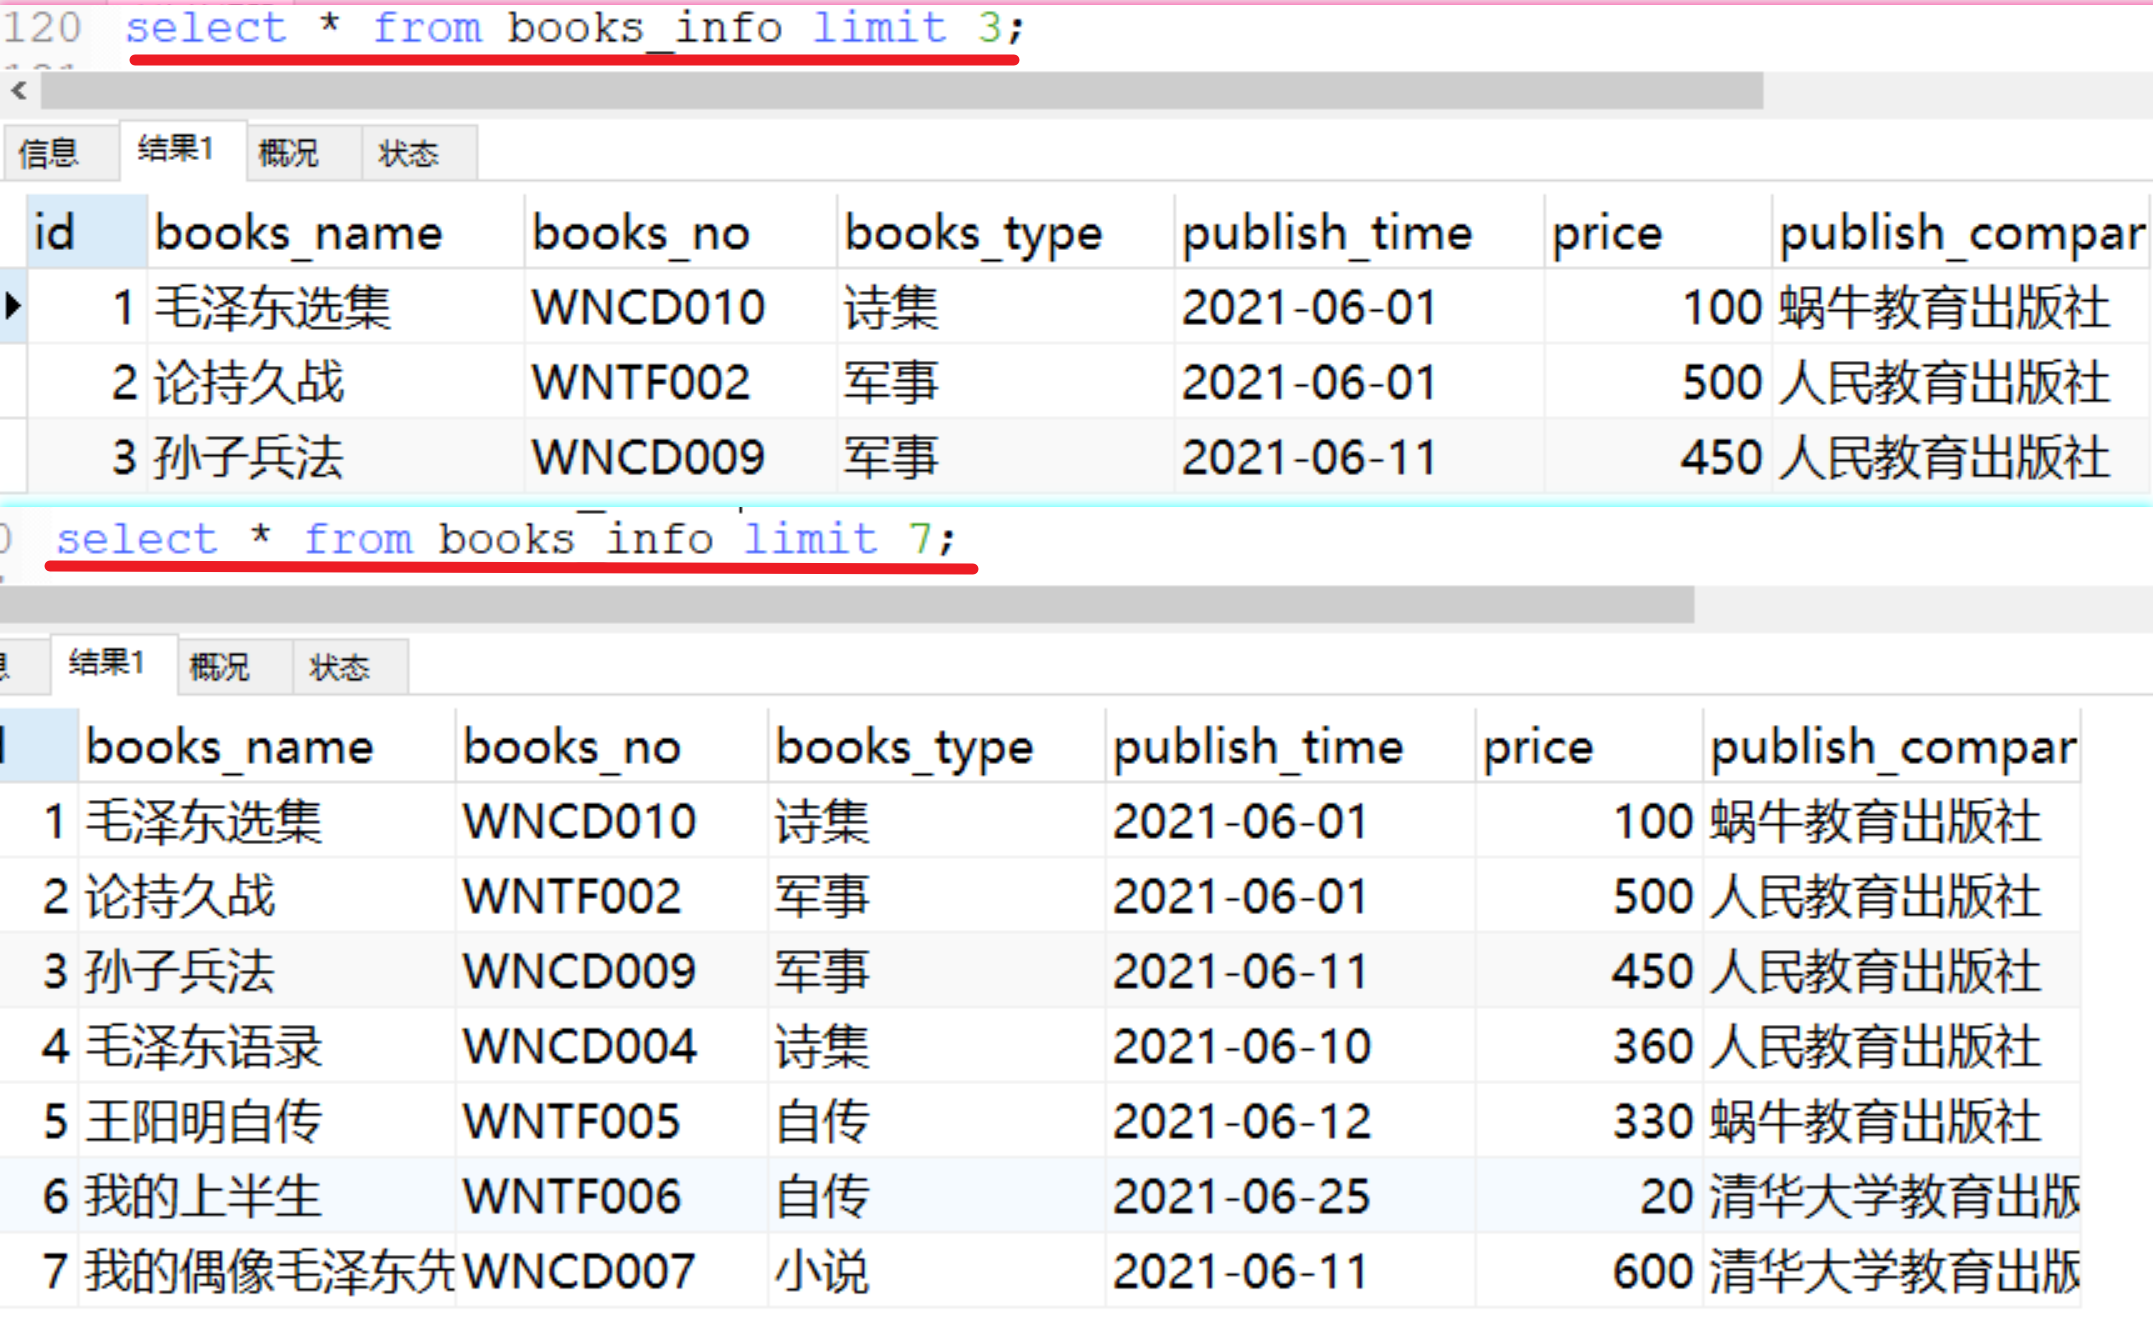 120 select * from books_info limit 3;
信息 结果1 概况 状态
id books_name books_no books_type publish_time price publish_compar
1 毛泽东选集 WNCD010 诗集 2021-06-01 100 蜗牛教育出版社
2 论持久战 WNTF002 军事 2021-06-01 500 人民教育出版社
3 孙子兵法 WNCD009 军事 2021-06-11 450 人民教育出版社
select * from books_info limit 7;
结果1 概况 状态
books_name books_no books_type publish_time price publish_compar
1 毛泽东选集 WNCD010 诗集 2021-06-01 100 蜗牛教育出版社
2 论持久战 WNTF002 军事 2021-06-01 500 人民教育出版社
3 孙子兵法 WNCD009 军事 2021-06-11 450 人民教育出版社
4 毛泽东语录 WNCD004 诗集 2021-06-10 360 人民教育出版社
5 王阳明自传 WNTF005 自传 2021-06-12 330 蜗牛教育出版社
6 我的上半生 WNTF006 自传 2021-06-25 20 清华大学教育出版
7 我的偶像毛泽东先 WNCD007 小说 2021-06-11 600 清华大学教育出版